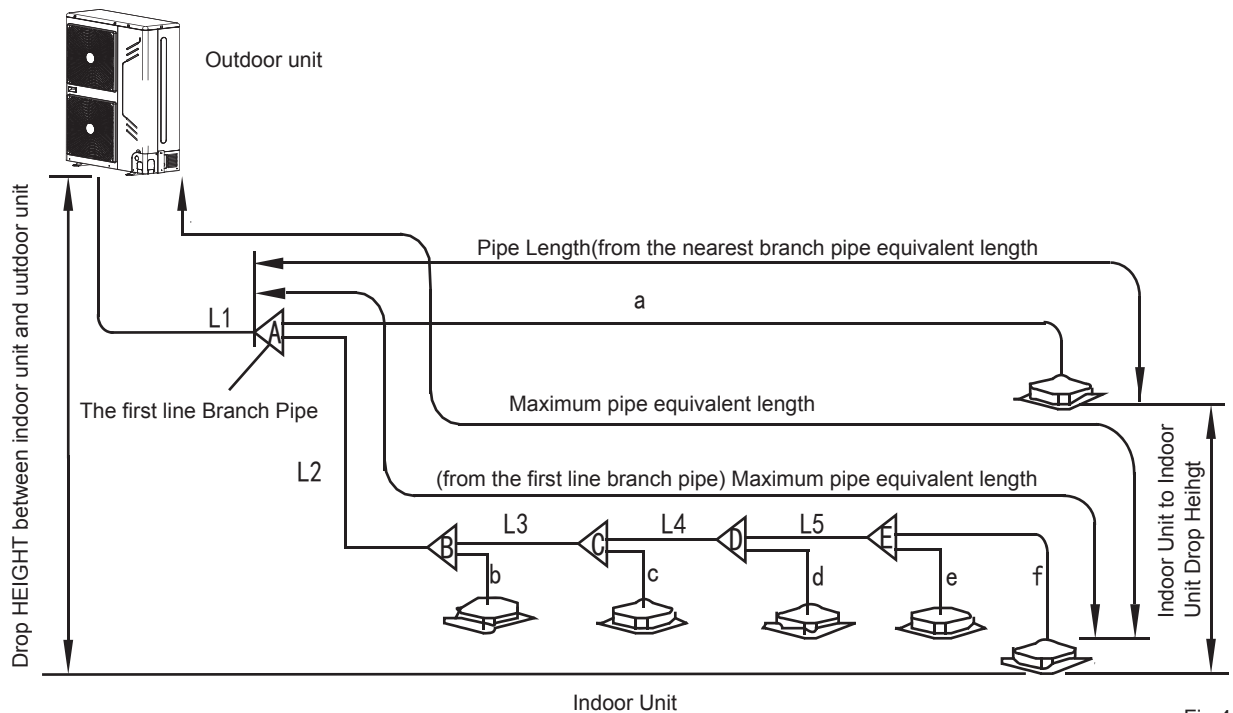 Outdoor unit
Drop HEIGHT between indoor unit and uutdoor unit
Pipe Length(from the nearest branch pipe equivalent length
a
L1
A
The first line Branch Pipe
Maximum pipe equivalent length
L2
(from the first line branch pipe) Maximum pipe equivalent length
Indoor Unit to Indoor
Unit Drop Heihgt
L3
L4
L5
B
C
D
E
b
c
d
e
f
Indoor Unit